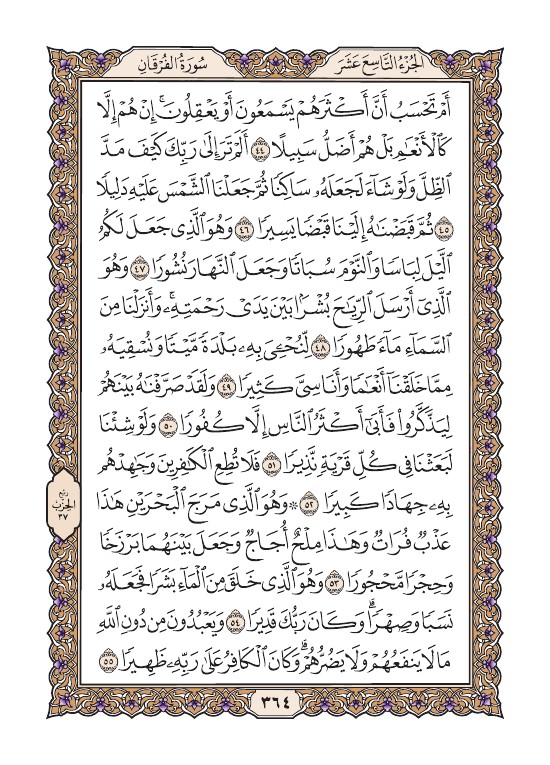 الجزء التاسع عشر
سورة الفرقان
أَمْ تَحْسَبُ أَنَّ أَكْثَرَهُمْ يَسْمَعُونَ أَوْ يَعْقِلُونَ ۚ إِنْ هُمْ إِلَّا
كَٱلْأَنْعَٰمِ بَلْ هُمْ أَضَلُّ سَبِيلًا ٤٤ أَلَمْ تَرَ إِلَىٰ رَبِّكَ كَيْفَ مَدَّ
ٱلظِّلَّ وَلَوْ شَآءَ لَجَعَلَهُۥ سَاكِنًا ثُمَّ جَعَلْنَا ٱلشَّمْسَ عَلَيْهِ دَلِيلًا
٤٥ ثُمَّ قَبَضْنَٰهُ إِلَيْنَا قَبْضًا يَسِيرًا ٤٦ وَهُوَ ٱلَّذِى جَعَلَ لَكُمُ
ٱلَّيْلَ لِبَاسًا وَٱلنَّوْمَ سُبَاتًا وَجَعَلَ ٱلنَّهَارَ نُشُورًا ٤٧ وَهُوَ
ٱلَّذِىٓ أَرْسَلَ ٱلرِّيَٰحَ بُشْرًۢا بَيْنَ يَدَىْ رَحْمَتِهِۦ ۚ وَأَنزَلْنَا مِنَ
ٱلسَّمَآءِ مَآءً طَهُورًا ٤٨ لِّنُحْـِۧىَ بِهِۦ بَلْدَةً مَّيْتًا وَنُسْقِيَهُۥ
مِمَّا خَلَقْنَآ أَنْعَٰمًا وَأَنَاسِىَّ كَثِيرًا ٤٩ وَلَقَدْ صَرَّفْنَٰهُ بَيْنَهُمْ
لِيَذَّكَّرُوا۟ فَأَبَىٰٓ أَكْثَرُ ٱلنَّاسِ إِلَّا كُفُورًا ٥٠ وَلَوْ شِئْنَا
لَبَعَثْنَا فِى كُلِّ قَرْيَةٍ نَّذِيرًا ٥١ فَلَا تُطِعِ ٱلْكَٰفِرِينَ وَجَٰهِدْهُم
بِهِۦ جِهَادًا كَبِيرًا ٥٢ ۞ وَهُوَ ٱلَّذِى مَرَجَ ٱلْبَحْرَيْنِ هَٰذَا
عَذْبٌ فُرَاتٌ وَهَٰذَا مِلْحٌ أُجَاجٌ وَجَعَلَ بَيْنَهُمَا بَرْزَخًا
وَحِجْرًا مَّحْجُورًا ٥٣ وَهُوَ ٱلَّذِى خَلَقَ مِنَ ٱلْمَآءِ بَشَرًا فَجَعَلَهُۥ
نَسَبًا وَصِهْرًا ۗ وَكَانَ رَبُّكَ قَدِيرًا ٥٤ وَيَعْبُدُونَ مِن دُونِ ٱللَّهِ
مَا لَا يَنفَعُهُمْ وَلَا يَضُرُّهُمْ ۗ وَكَانَ ٱلْكَافِرُ عَلَىٰ رَبِّهِۦ ظَهِيرًا ٥٥
ربع
الحزب
٣٧
٣٦٤